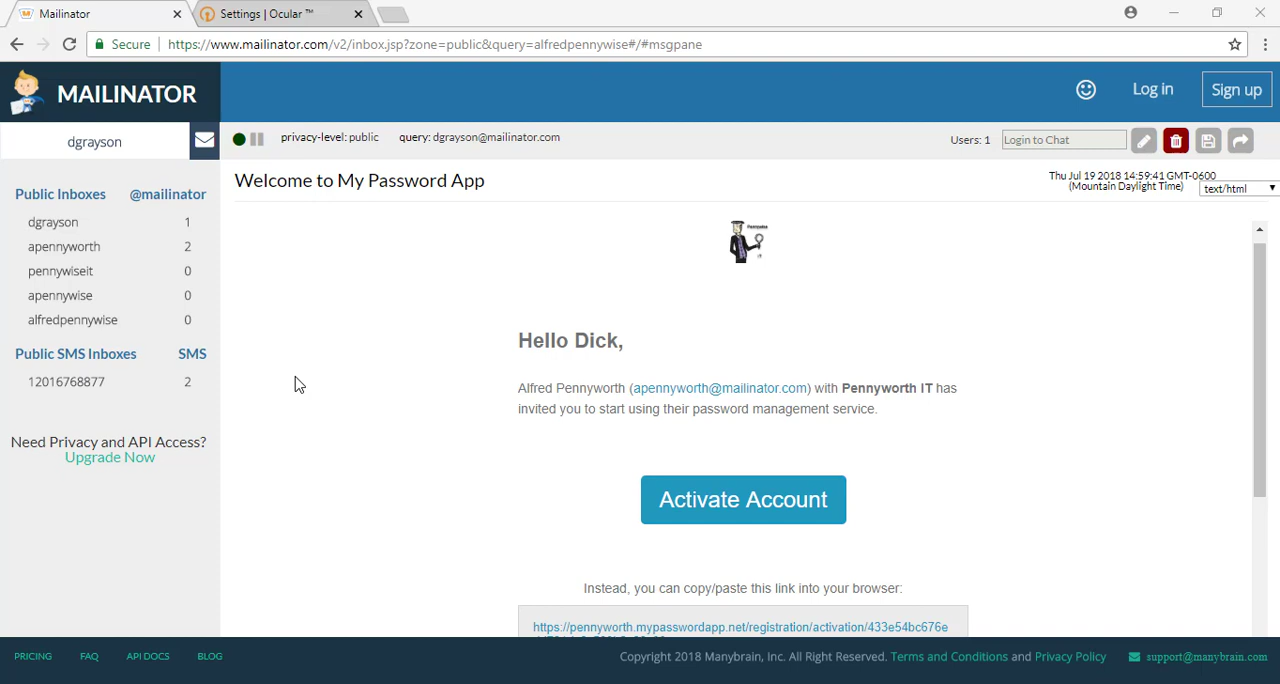 Mailinator
Settings | Ocular ™
Secure
https://www.mailinator.com/v2/inbox.jsp?zone=public&query=alfredpennywise#/#msgpane
MAILINATOR
Log in
Sign up
dgrayson
privacy-level: public
query: dgrayson@mailinator.com
Users: 1
Login to Chat
Public Inboxes @mailinator
dgrayson 1
apennyworth 2
pennywiseit 0
apennywise 0
alfredpennywise 0
Public SMS Inboxes SMS
12016768877 2
Need Privacy and API Access?
Upgrade Now
Welcome to My Password App
Thu Jul 19 2018 14:59:41 GMT-0600
(Mountain Daylight Time)
text/html
Hello Dick,
Alfred Pennyworth (apennyworth@mailinator.com) with Pennyworth IT has
invited you to start using their password management service.
Activate Account
Instead, you can copy/paste this link into your browser:
https://pennyworth.mypasswordapp.net/registration/activation/433e54bc676e
PRICING FAQ API DOCS BLOG
Copyright 2018 Manybrain, Inc. All Right Reserved. Terms and Conditions and Privacy Policy
support@manybrain.com